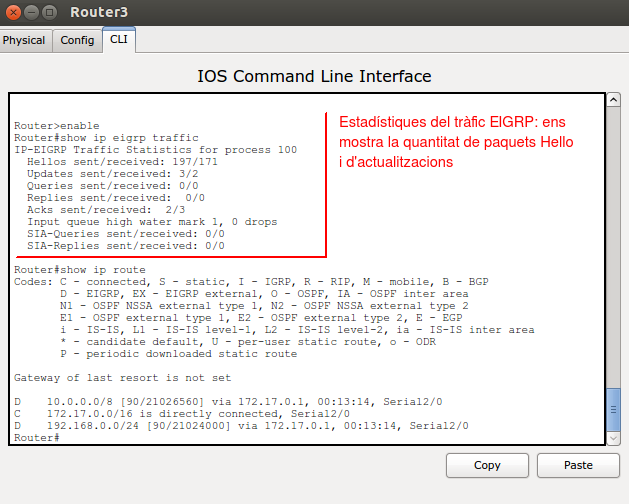 Router3
Physical Config CLI
IOS Command Line Interface
Router>enable
Router#show ip eigrp traffic
IP-EIGRP Traffic Statistics for process 100
Hellos sent/received: 197/171
Updates sent/received: 3/2
Queries sent/received: 0/0
Replies sent/received: 0/0
Acks sent/received: 2/3
Input queue high water mark 1, 0 drops
SIA-Queries sent/received: 0/0
SIA-Replies sent/received: 0/0
Estadístiques del tràfic EIGRP: ens
mostra la quantitat de paquets Hello
i d'actualitzacions
Router#show ip route
Codes: C - connected, S - static, I - IGRP, R - RIP, M - mobile, B - BGP
D - EIGRP, EX - EIGRP external, O - OSPF, IA - OSPF inter area
N1 - OSPF NSSA external type 1, N2 - OSPF NSSA external type 2
E1 - OSPF external type 1, E2 - OSPF external type 2, E - EGP
i - IS-IS, L1 - IS-IS level-1, L2 - IS-IS level-2, ia - IS-IS inter area
* - candidate default, U - per-user static route, o - ODR
P - periodic downloaded static route
Gateway of last resort is not set
D 10.0.0.0/8 [90/21026560] via 172.17.0.1, 00:13:14, Serial2/0
C 172.17.0.0/16 is directly connected, Serial2/0
D 192.168.0.0/24 [90/21024000] via 172.17.0.1, 00:13:14, Serial2/0
Router#
Copy Paste